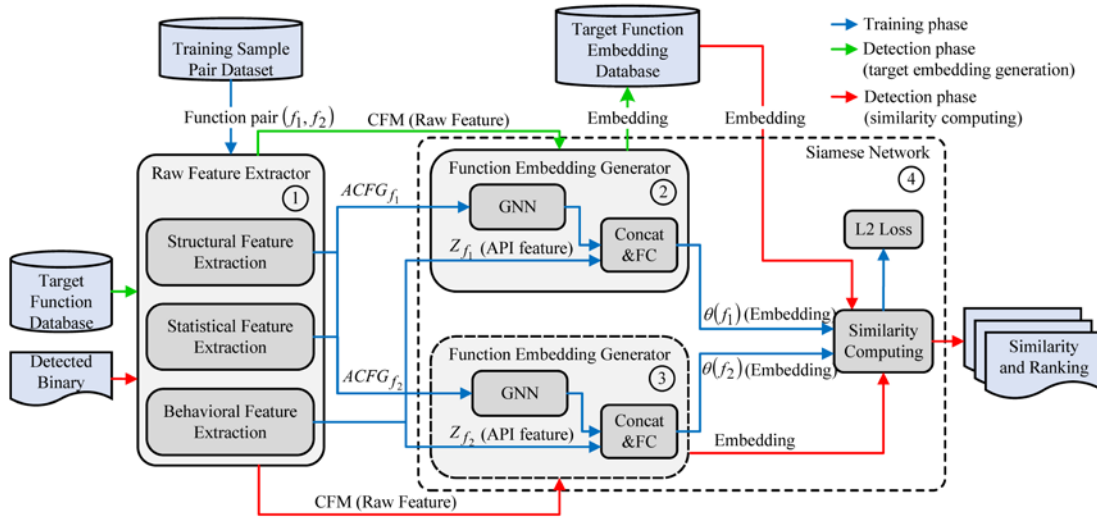 Training Sample
Pair Dataset
Target Function
Embedding
Database
Training phase
Detection phase
(target embedding generation)
Detection phase
(similarity computing)
Function pair (f₁, f₂)
CFM (Raw Feature)
Embedding
Embedding
Siamese Network
4
Raw Feature Extractor
1
Structural Feature
Extraction
Statistical Feature
Extraction
Behavioral Feature
Extraction
Target
Function
Database
Detected
Binary
ACFG_f₁
Function Embedding Generator
2
GNN
Z_f₁ (API feature)
Concat
&FC
L2 Loss
θ(f₁) (Embedding)
Similarity
Computing
θ(f₂) (Embedding)
Similarity
and Ranking
Function Embedding Generator
3
ACFG_f₂
GNN
Z_f₂ (API feature)
Concat
&FC
Embedding
CFM (Raw Feature)